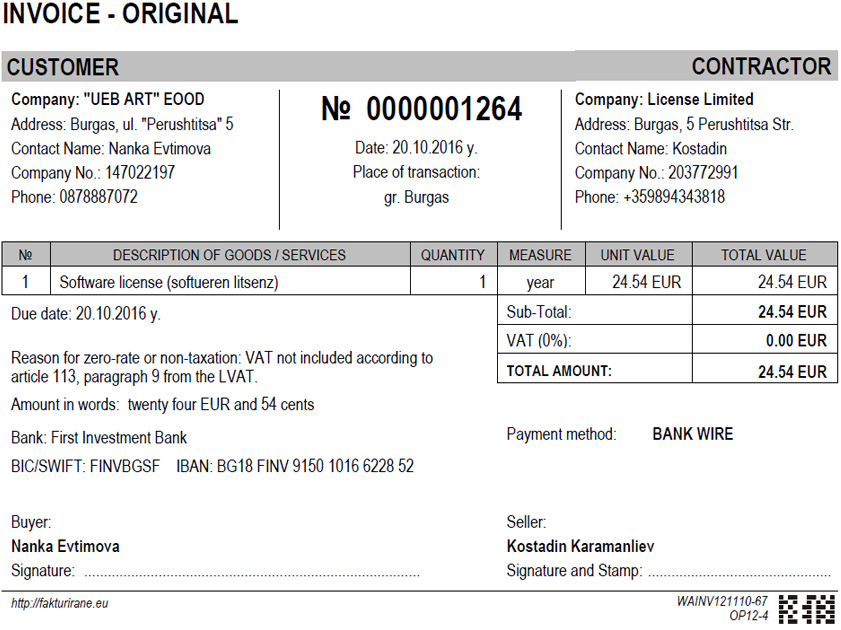 INVOICE - ORIGINAL
CUSTOMER
CONTRACTOR
Company: "UEB ART" EOOD
Address: Burgas, ul. "Perushtitsa" 5
Contact Name: Nanka Evtimova
Company No.: 147022197
Phone: 0878887072
№ 0000001264
Date: 20.10.2016 y.
Place of transaction:
gr. Burgas
Company: License Limited
Address: Burgas, 5 Perushtitsa Str.
Contact Name: Kostadin
Company No.: 203772991
Phone: +359894343818
№ DESCRIPTION OF GOODS / SERVICES QUANTITY MEASURE UNIT VALUE TOTAL VALUE
1 Software license (softueren litsenz) 1 year 24.54 EUR 24.54 EUR
Sub-Total: 24.54 EUR
VAT (0%): 0.00 EUR
TOTAL AMOUNT: 24.54 EUR
Due date: 20.10.2016 y.
Reason for zero-rate or non-taxation: VAT not included according to
article 113, paragraph 9 from the LVAT.
Amount in words: twenty four EUR and 54 cents
Bank: First Investment Bank
BIC/SWIFT: FINVBGSF IBAN: BG18 FINV 9150 1016 6228 52
Payment method: BANK WIRE
Buyer:
Nanka Evtimova
Signature: ....................................................................................
Seller:
Kostadin Karamanliev
Signature and Stamp: ..............................................
http://fakturirane.eu
WAINV121110-67
OP12-4